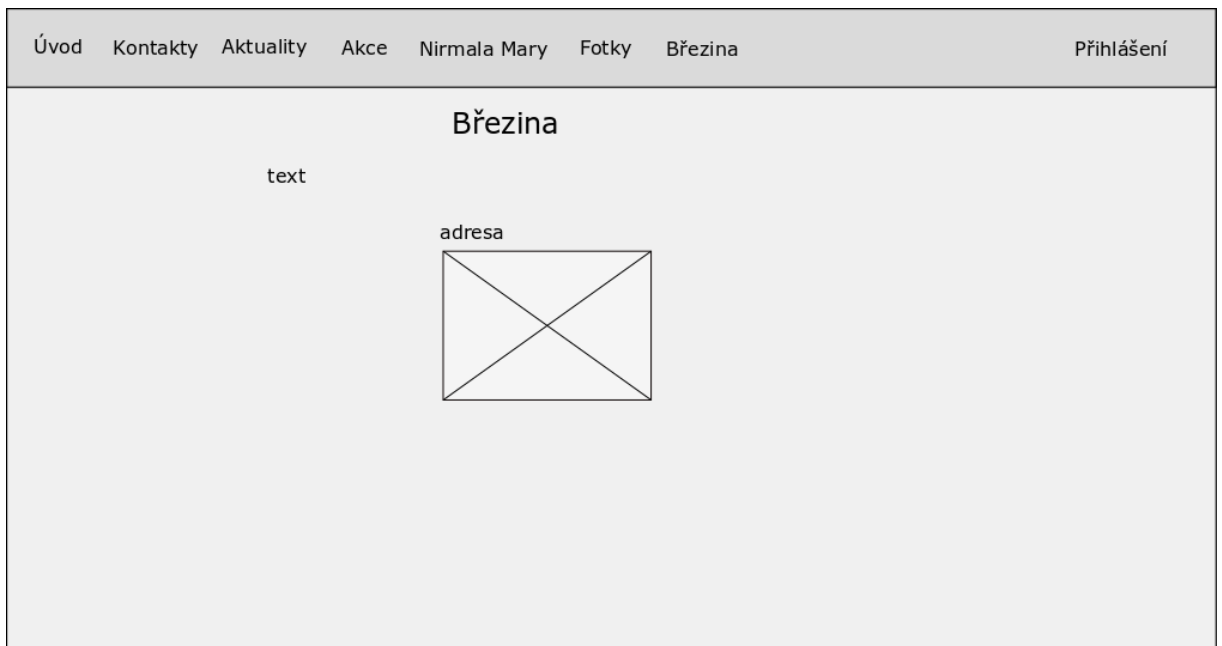 Úvod Kontakty Aktuality Akce Nirmala Mary Fotky Březina Přihlášení
Březina
text
adresa